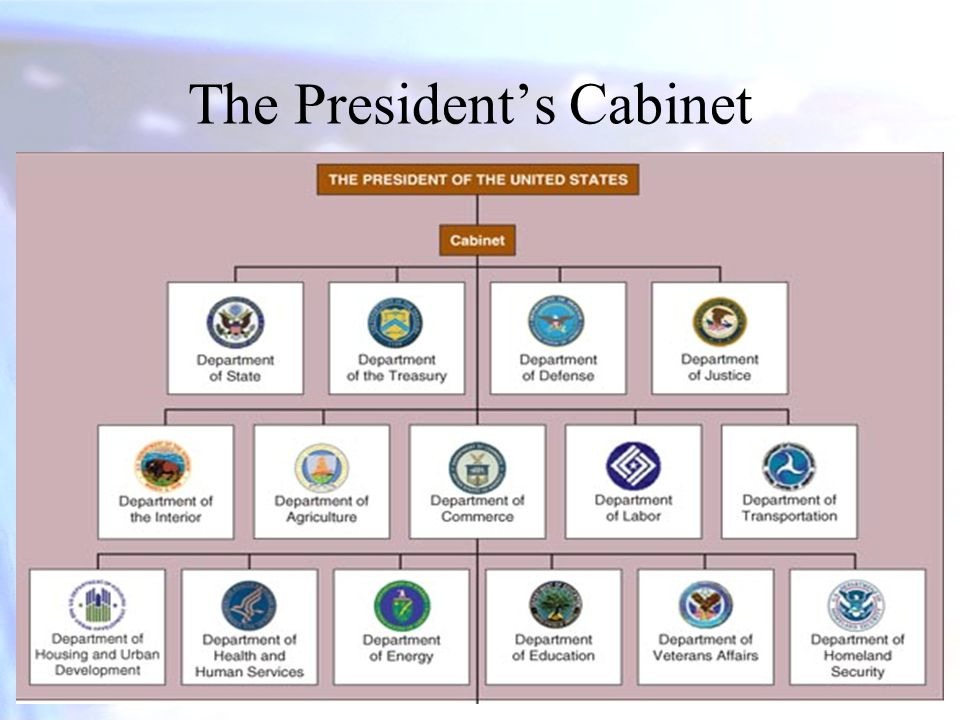 The President’s Cabinet
THE PRESIDENT OF THE UNITED STATES
Cabinet
Department
of State
Department
of the Treasury
Department
of Defense
Department
of Justice
Department of
the Interior
Department of
Agriculture
Department of
Commerce
Department
of Labor
Department of
Transportation
Department of
Housing and Urban
Development
Department of
Health and
Human Services
Department
of Energy
Department
of Education
Department of
Veterans Affairs
Department of
Homeland
Security